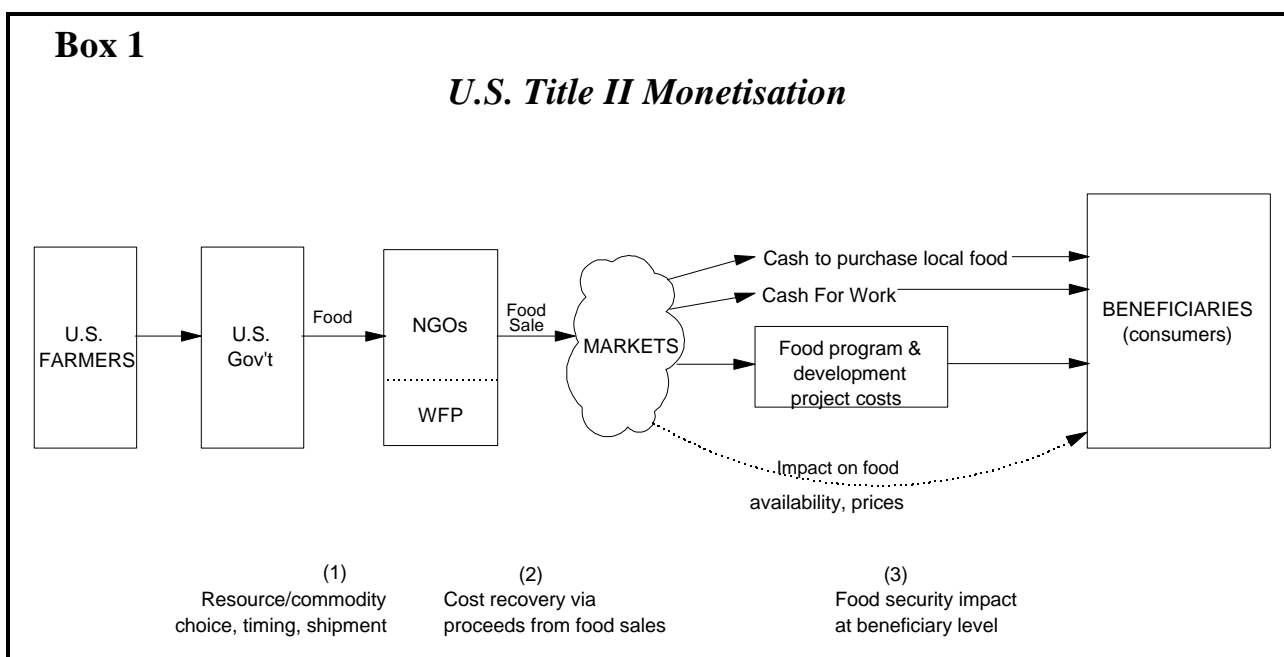 Box 1
U.S. Title II Monetisation
U.S.
FARMERS
U.S.
Gov't
Food
NGOs
WFP
Food
Sale
MARKETS
Cash to purchase local food
Cash For Work
Food program &
development
project costs
Impact on food
availability, prices
BENEFICIARIES
(consumers)
(1)
Resource/commodity
choice, timing, shipment
(2)
Cost recovery via
proceeds from food sales
(3)
Food security impact
at beneficiary level